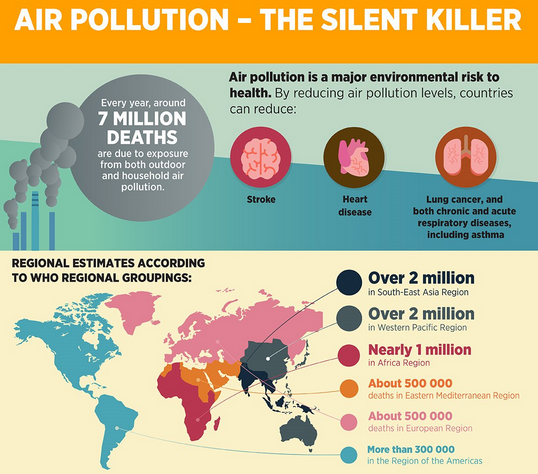 AIR POLLUTION – THE SILENT KILLER
Every year, around
7 MILLION
DEATHS
are due to exposure
from both outdoor
and household air
pollution.
Air pollution is a major environmental risk to
health. By reducing air pollution levels, countries
can reduce:
Stroke
Heart
disease
Lung cancer, and
both chronic and acute
respiratory diseases,
including asthma
REGIONAL ESTIMATES ACCORDING
TO WHO REGIONAL GROUPINGS:
Over 2 million
in South-East Asia Region
Over 2 million
in Western Pacific Region
Nearly 1 million
in Africa Region
About 500 000
deaths in Eastern Mediterranean Region
About 500 000
deaths in European Region
More than 300 000
in the Region of the Americas